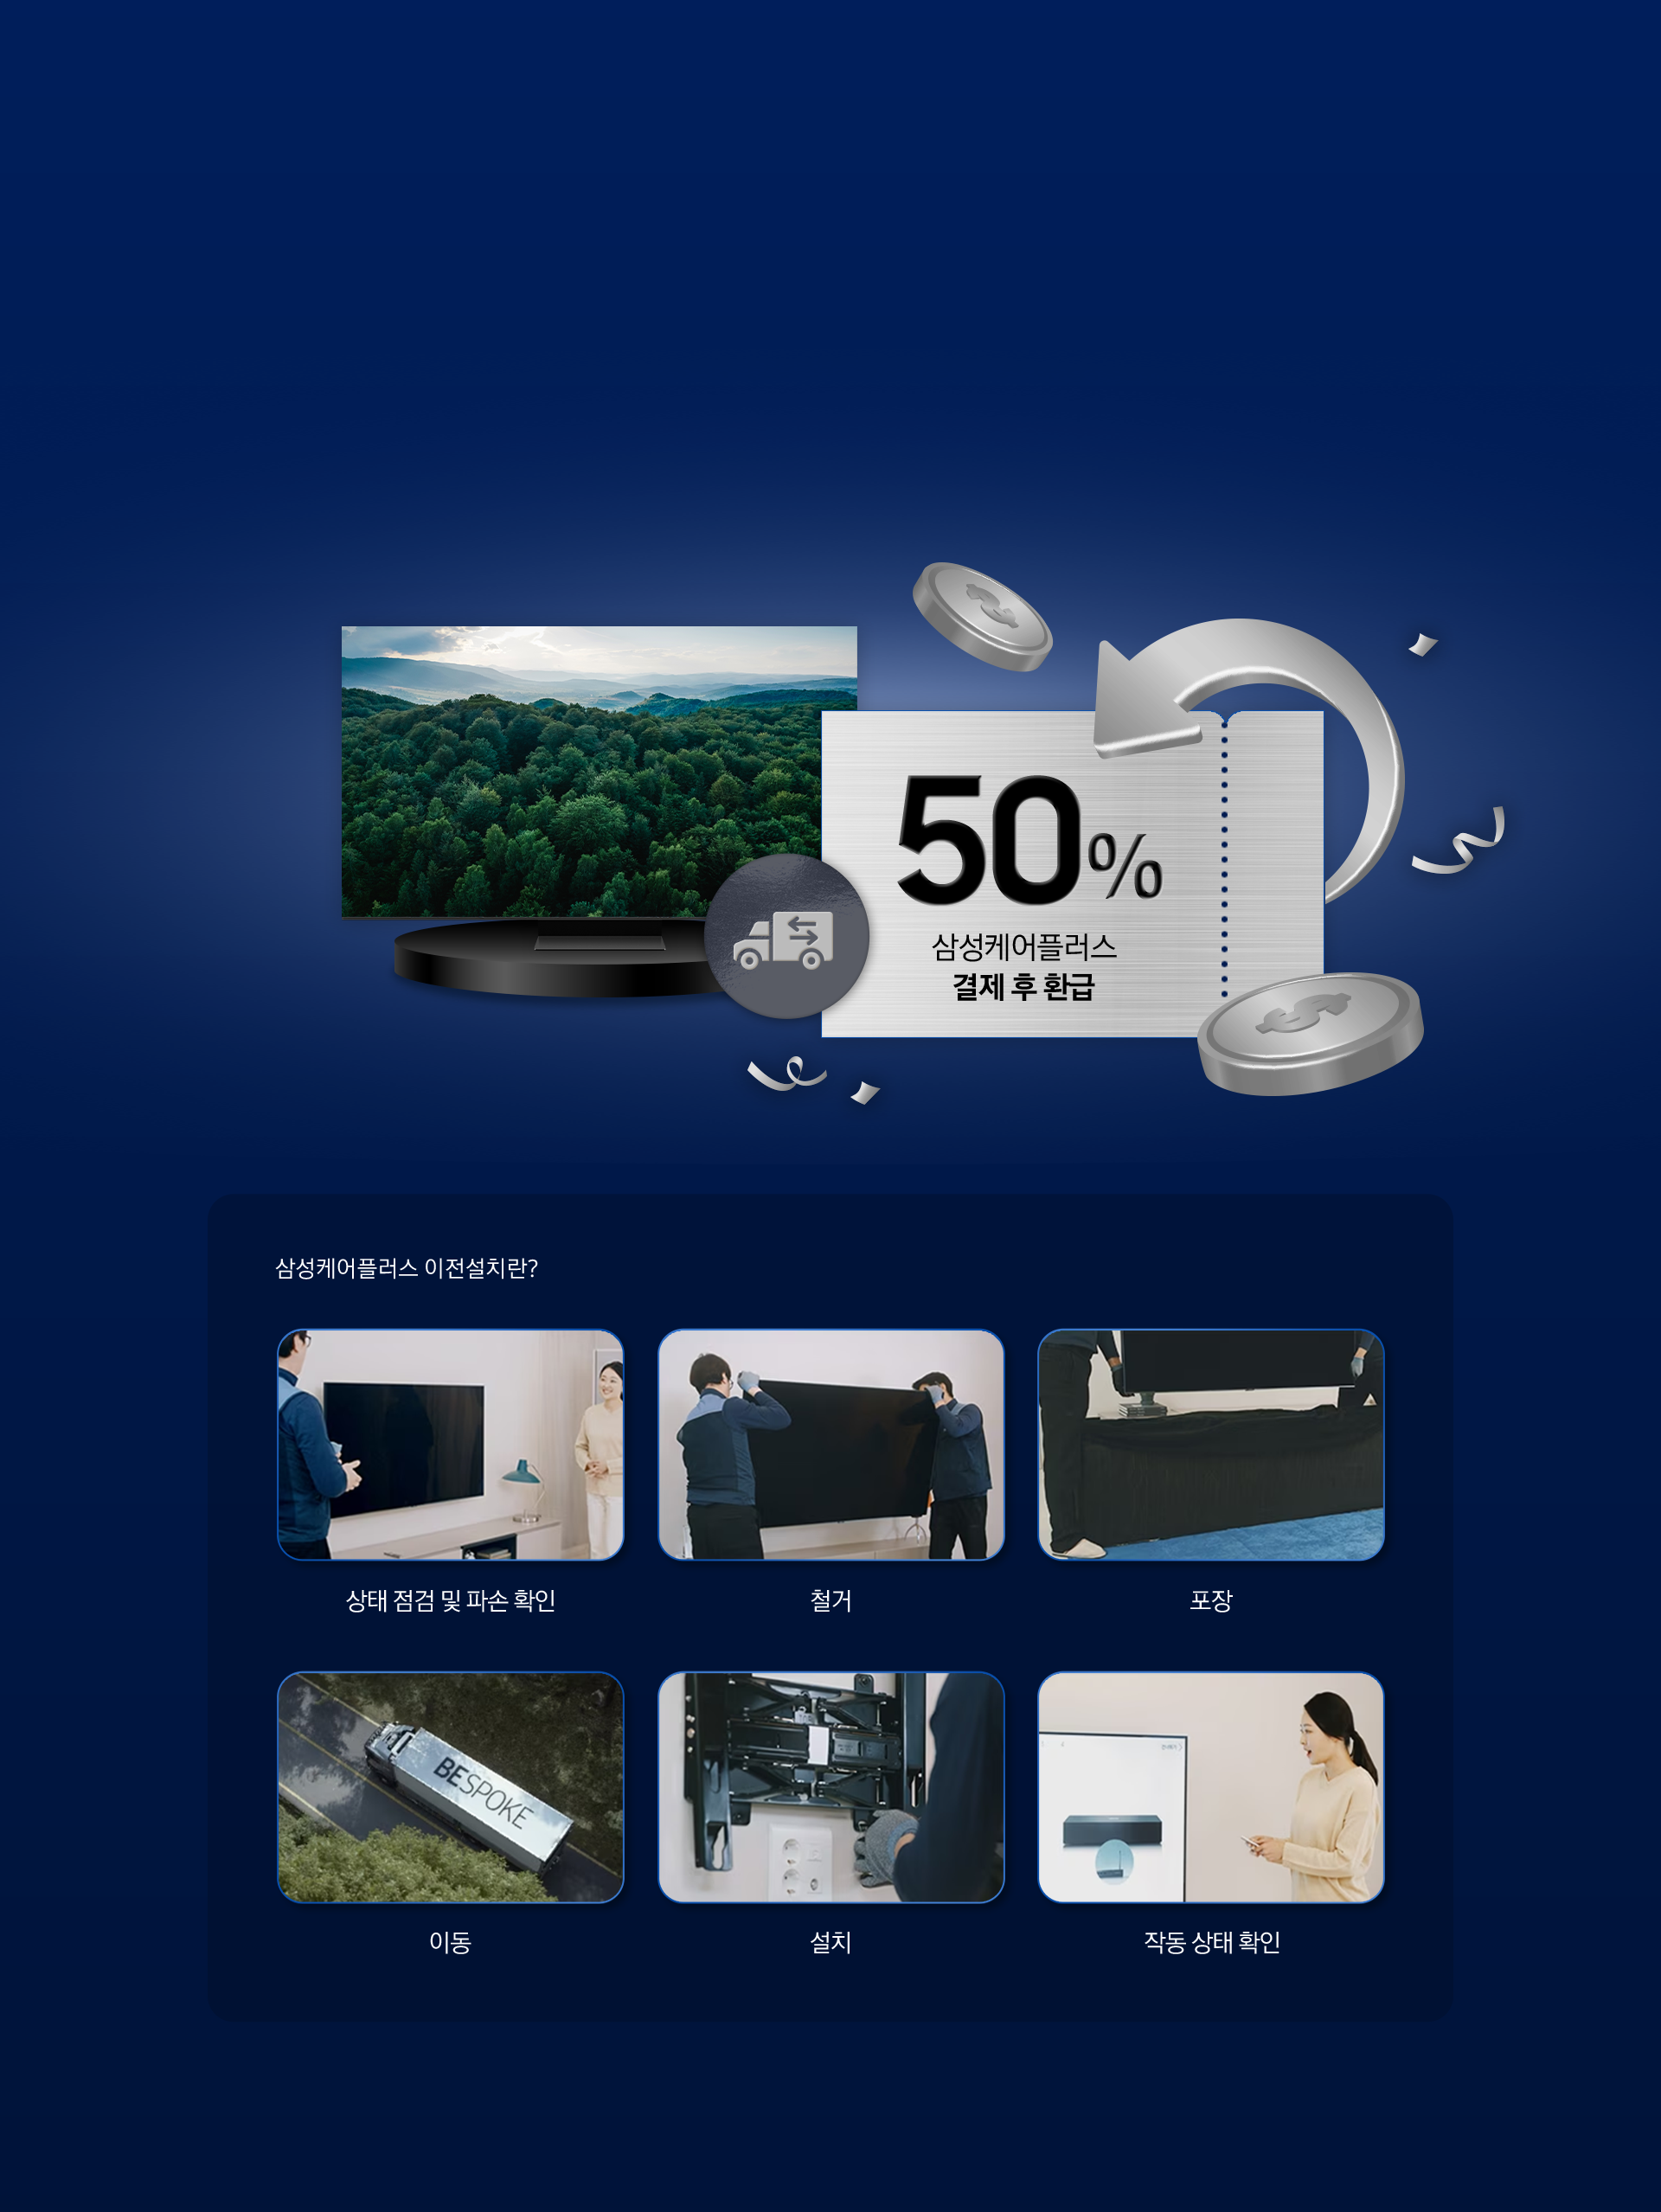 50%
삼성케어플러스
결제 후 환급
삼성케어플러스 이전설치란?
상태 점검 및 파손 확인
철거
포장
BESPOKE
이동
설치
작동 상태 확인